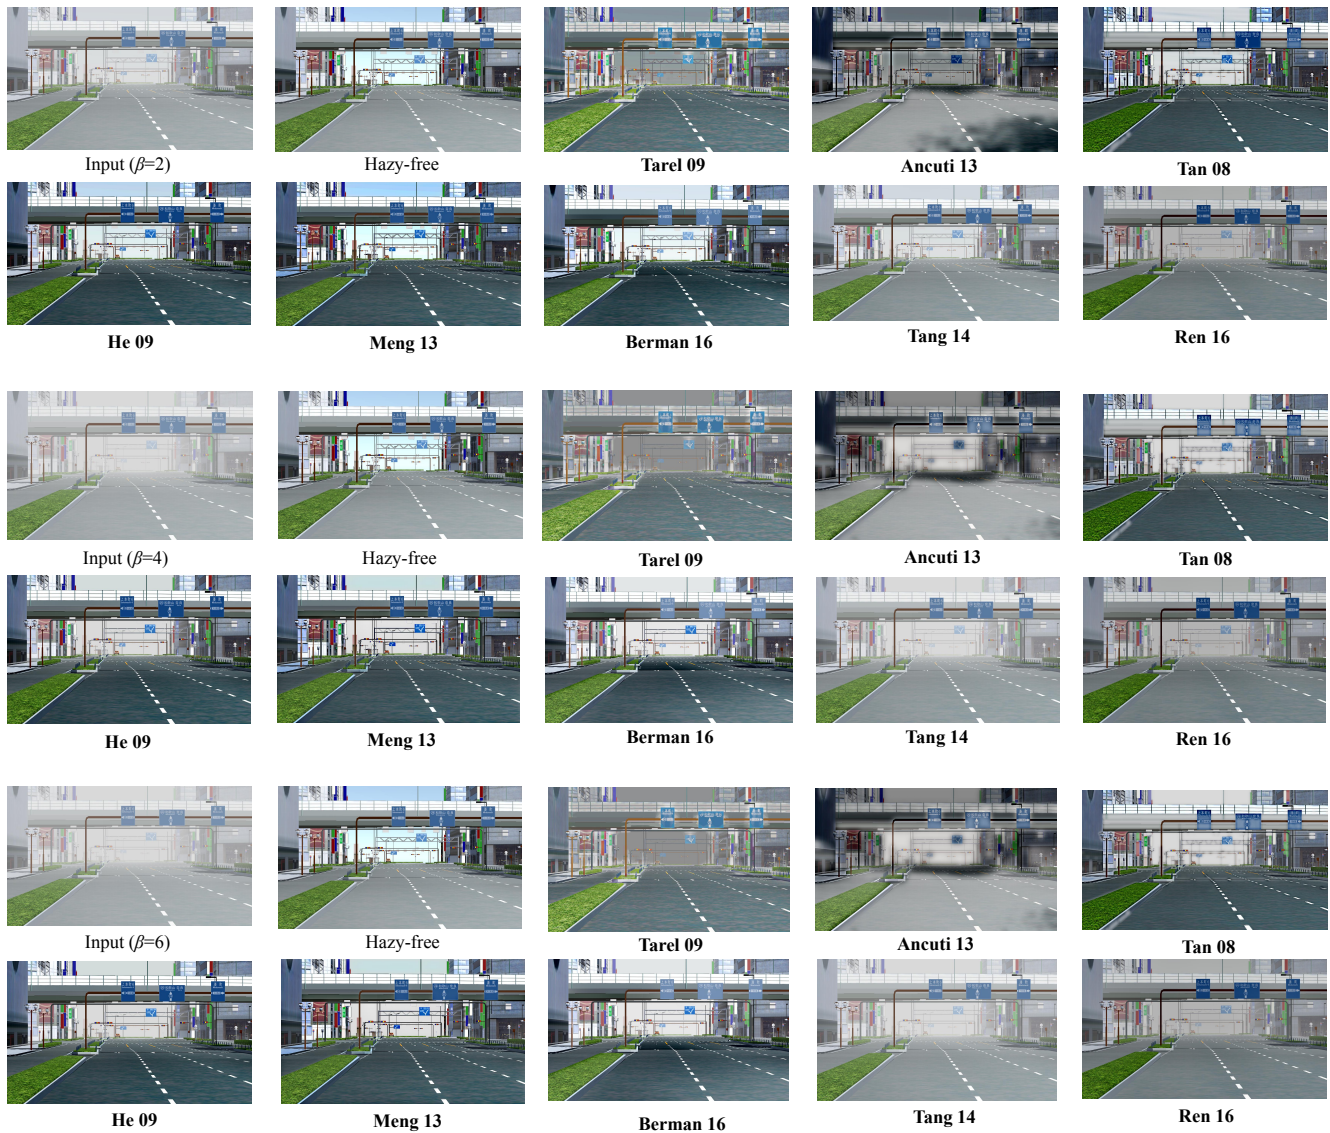 Input (β=2) Hazy-free Tarel 09 Ancuti 13 Tan 08
He 09 Meng 13 Berman 16 Tang 14 Ren 16
Input (β=4) Hazy-free Tarel 09 Ancuti 13 Tan 08
He 09 Meng 13 Berman 16 Tang 14 Ren 16
Input (β=6) Hazy-free Tarel 09 Ancuti 13 Tan 08
He 09 Meng 13 Berman 16 Tang 14 Ren 16